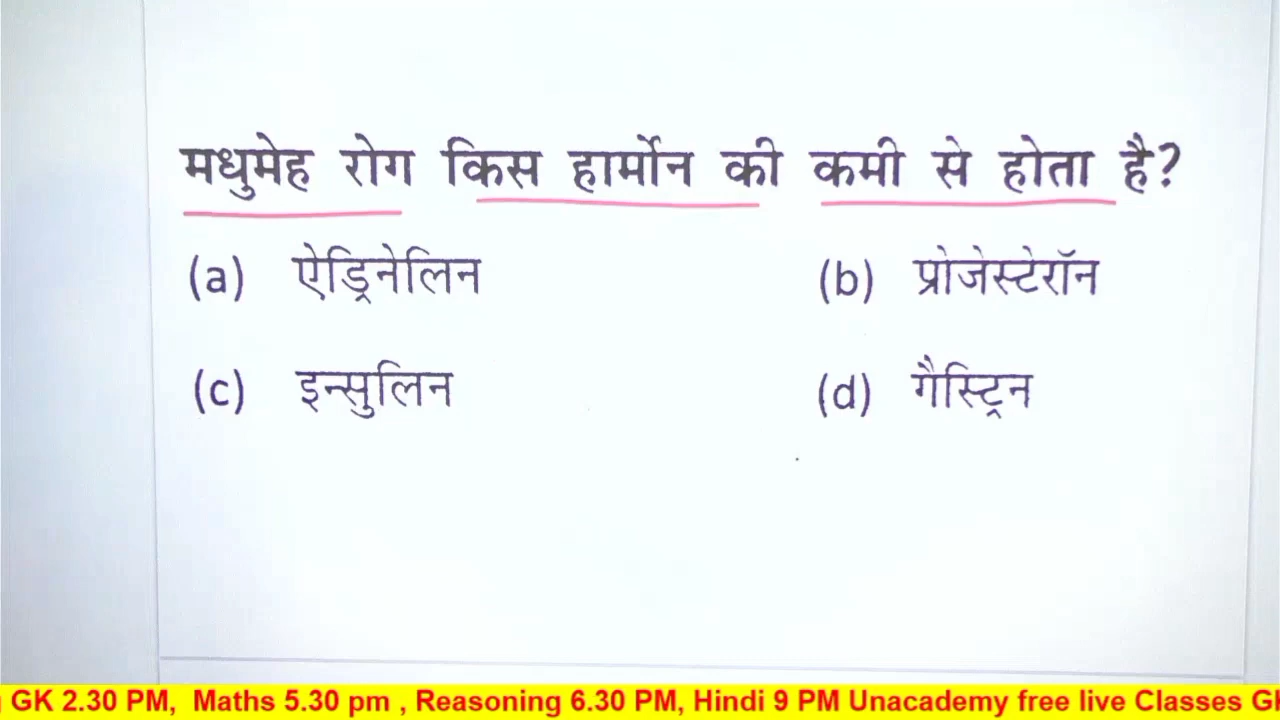 मधुमेह रोग किस हार्मोन की कमी से होता है?
(a) ऐड्रिनेलिन (b) प्रोजेस्टेरॉन
(c) इन्सुलिन (d) गैस्ट्रिन
GK 2.30 PM, Maths 5.30 pm , Reasoning 6.30 PM, Hindi 9 PM Unacademy free live Classes